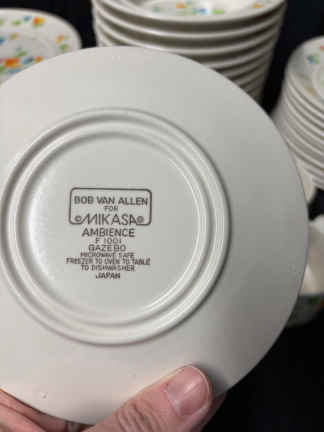 BOB VAN ALLEN
FOR
MIKASA®
AMBIENCE
F 1001
GAZEBO
MICROWAVE SAFE
FREEZER TO OVEN TO TABLE
TO DISHWASHER
JAPAN